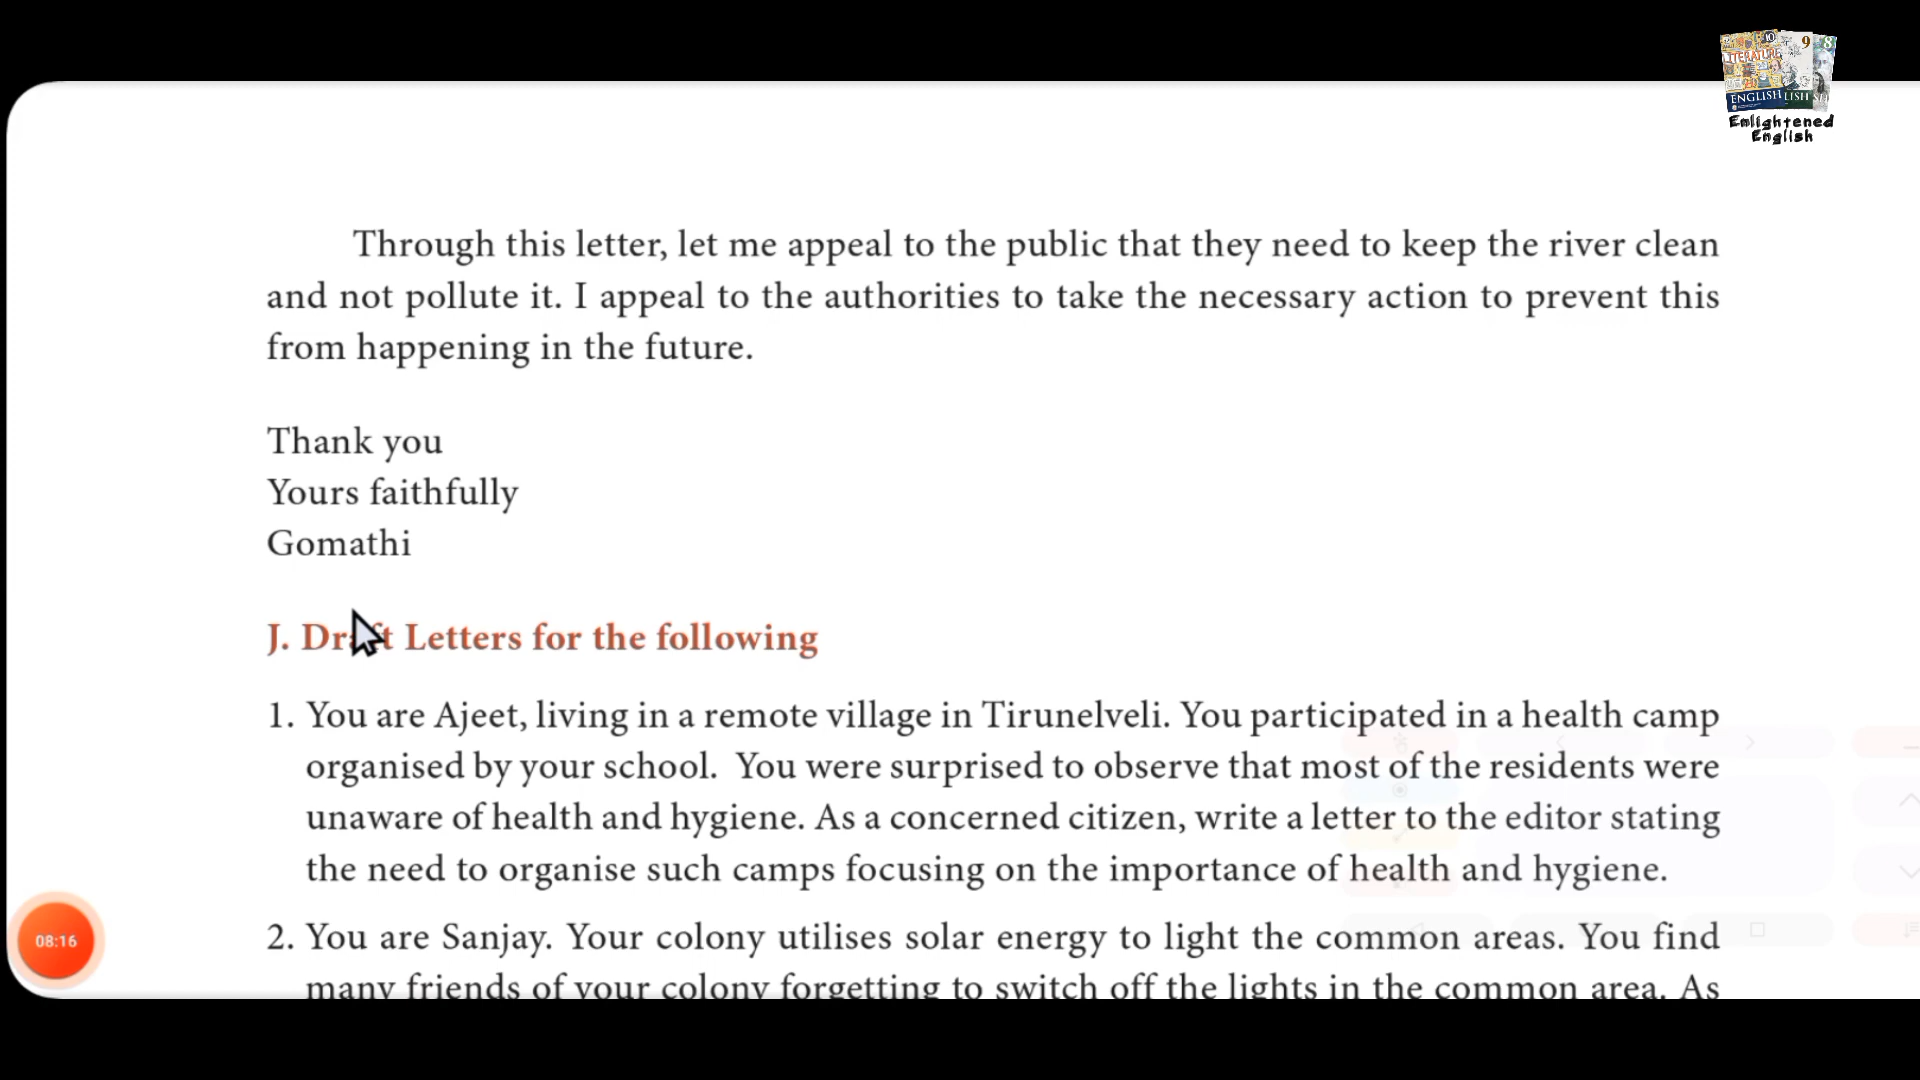 LITERATURE 10 9 8
ENGLISH LISH SH
Enlightened
English
Through this letter, let me appeal to the public that they need to keep the river clean
and not pollute it. I appeal to the authorities to take the necessary action to prevent this
from happening in the future.
Thank you
Yours faithfully
Gomathi
J. Draft Letters for the following
1. You are Ajeet, living in a remote village in Tirunelveli. You participated in a health camp
organised by your school. You were surprised to observe that most of the residents were
unaware of health and hygiene. As a concerned citizen, write a letter to the editor stating
the need to organise such camps focusing on the importance of health and hygiene.
2. You are Sanjay. Your colony utilises solar energy to light the common areas. You find
many friends of your colony forgetting to switch off the lights in the common area. As
08:16